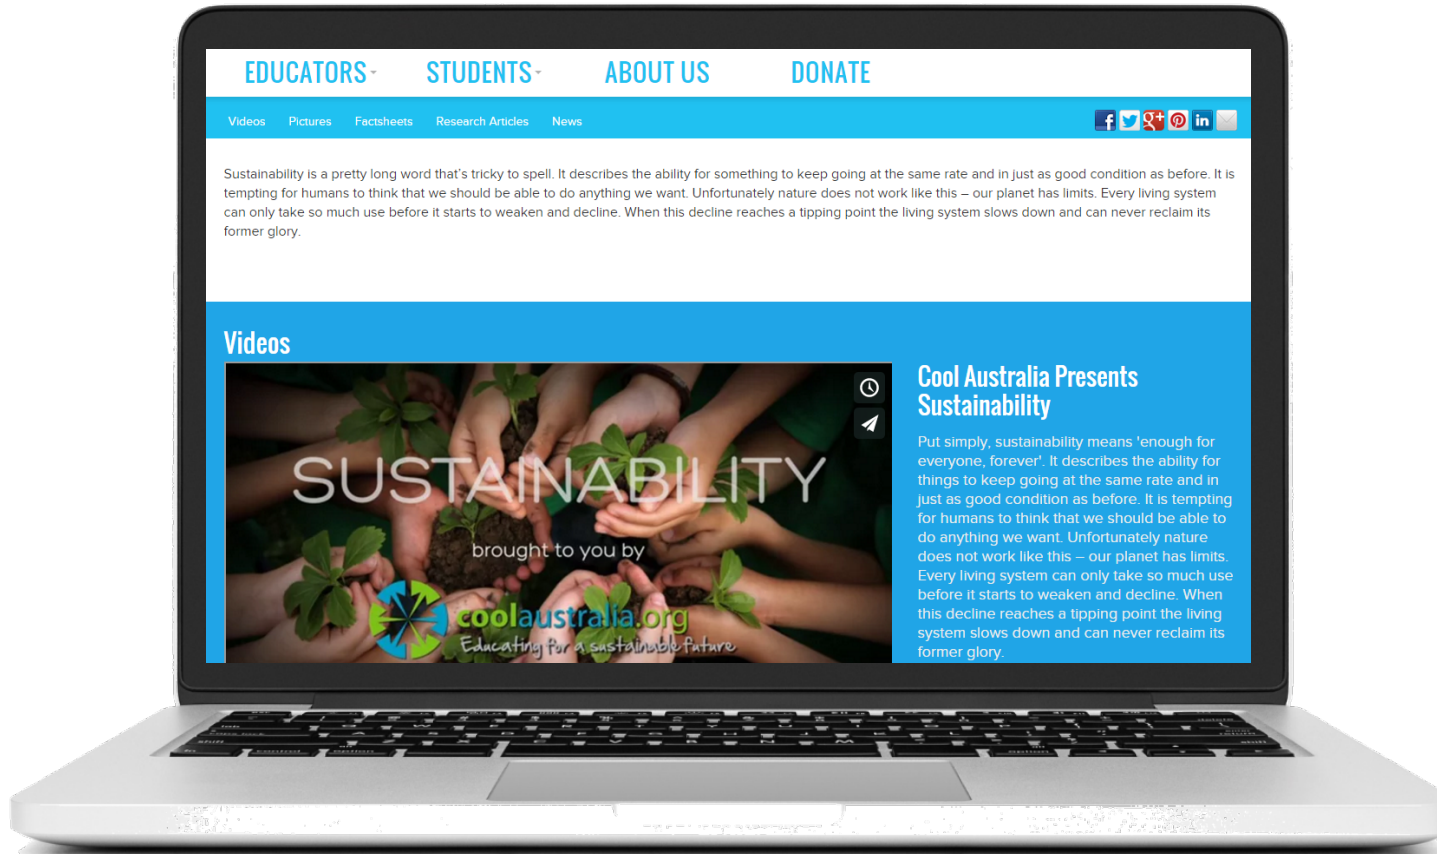 EDUCATORS STUDENTS ABOUT US DONATE
Videos Pictures Factsheets Research Articles News
Sustainability is a pretty long word that's tricky to spell. It describes the ability for something to keep going at the same rate and in just as good condition as before. It is
tempting for humans to think that we should be able to do anything we want. Unfortunately nature does not work like this – our planet has limits. Every living system
can only take so much use before it starts to weaken and decline. When this decline reaches a tipping point the living system slows down and can never reclaim its
former glory.
Videos
SUSTAINABILITY
brought to you by
coolaustralia.org
Educating for a sustainable future
Cool Australia Presents
Sustainability
Put simply, sustainability means 'enough for
everyone, forever'. It describes the ability for
things to keep going at the same rate and in
just as good condition as before. It is tempting
for humans to think that we should be able to
do anything we want. Unfortunately nature
does not work like this – our planet has limits.
Every living system can only take so much use
before it starts to weaken and decline. When
this decline reaches a tipping point the living
system slows down and can never reclaim its
former glory.